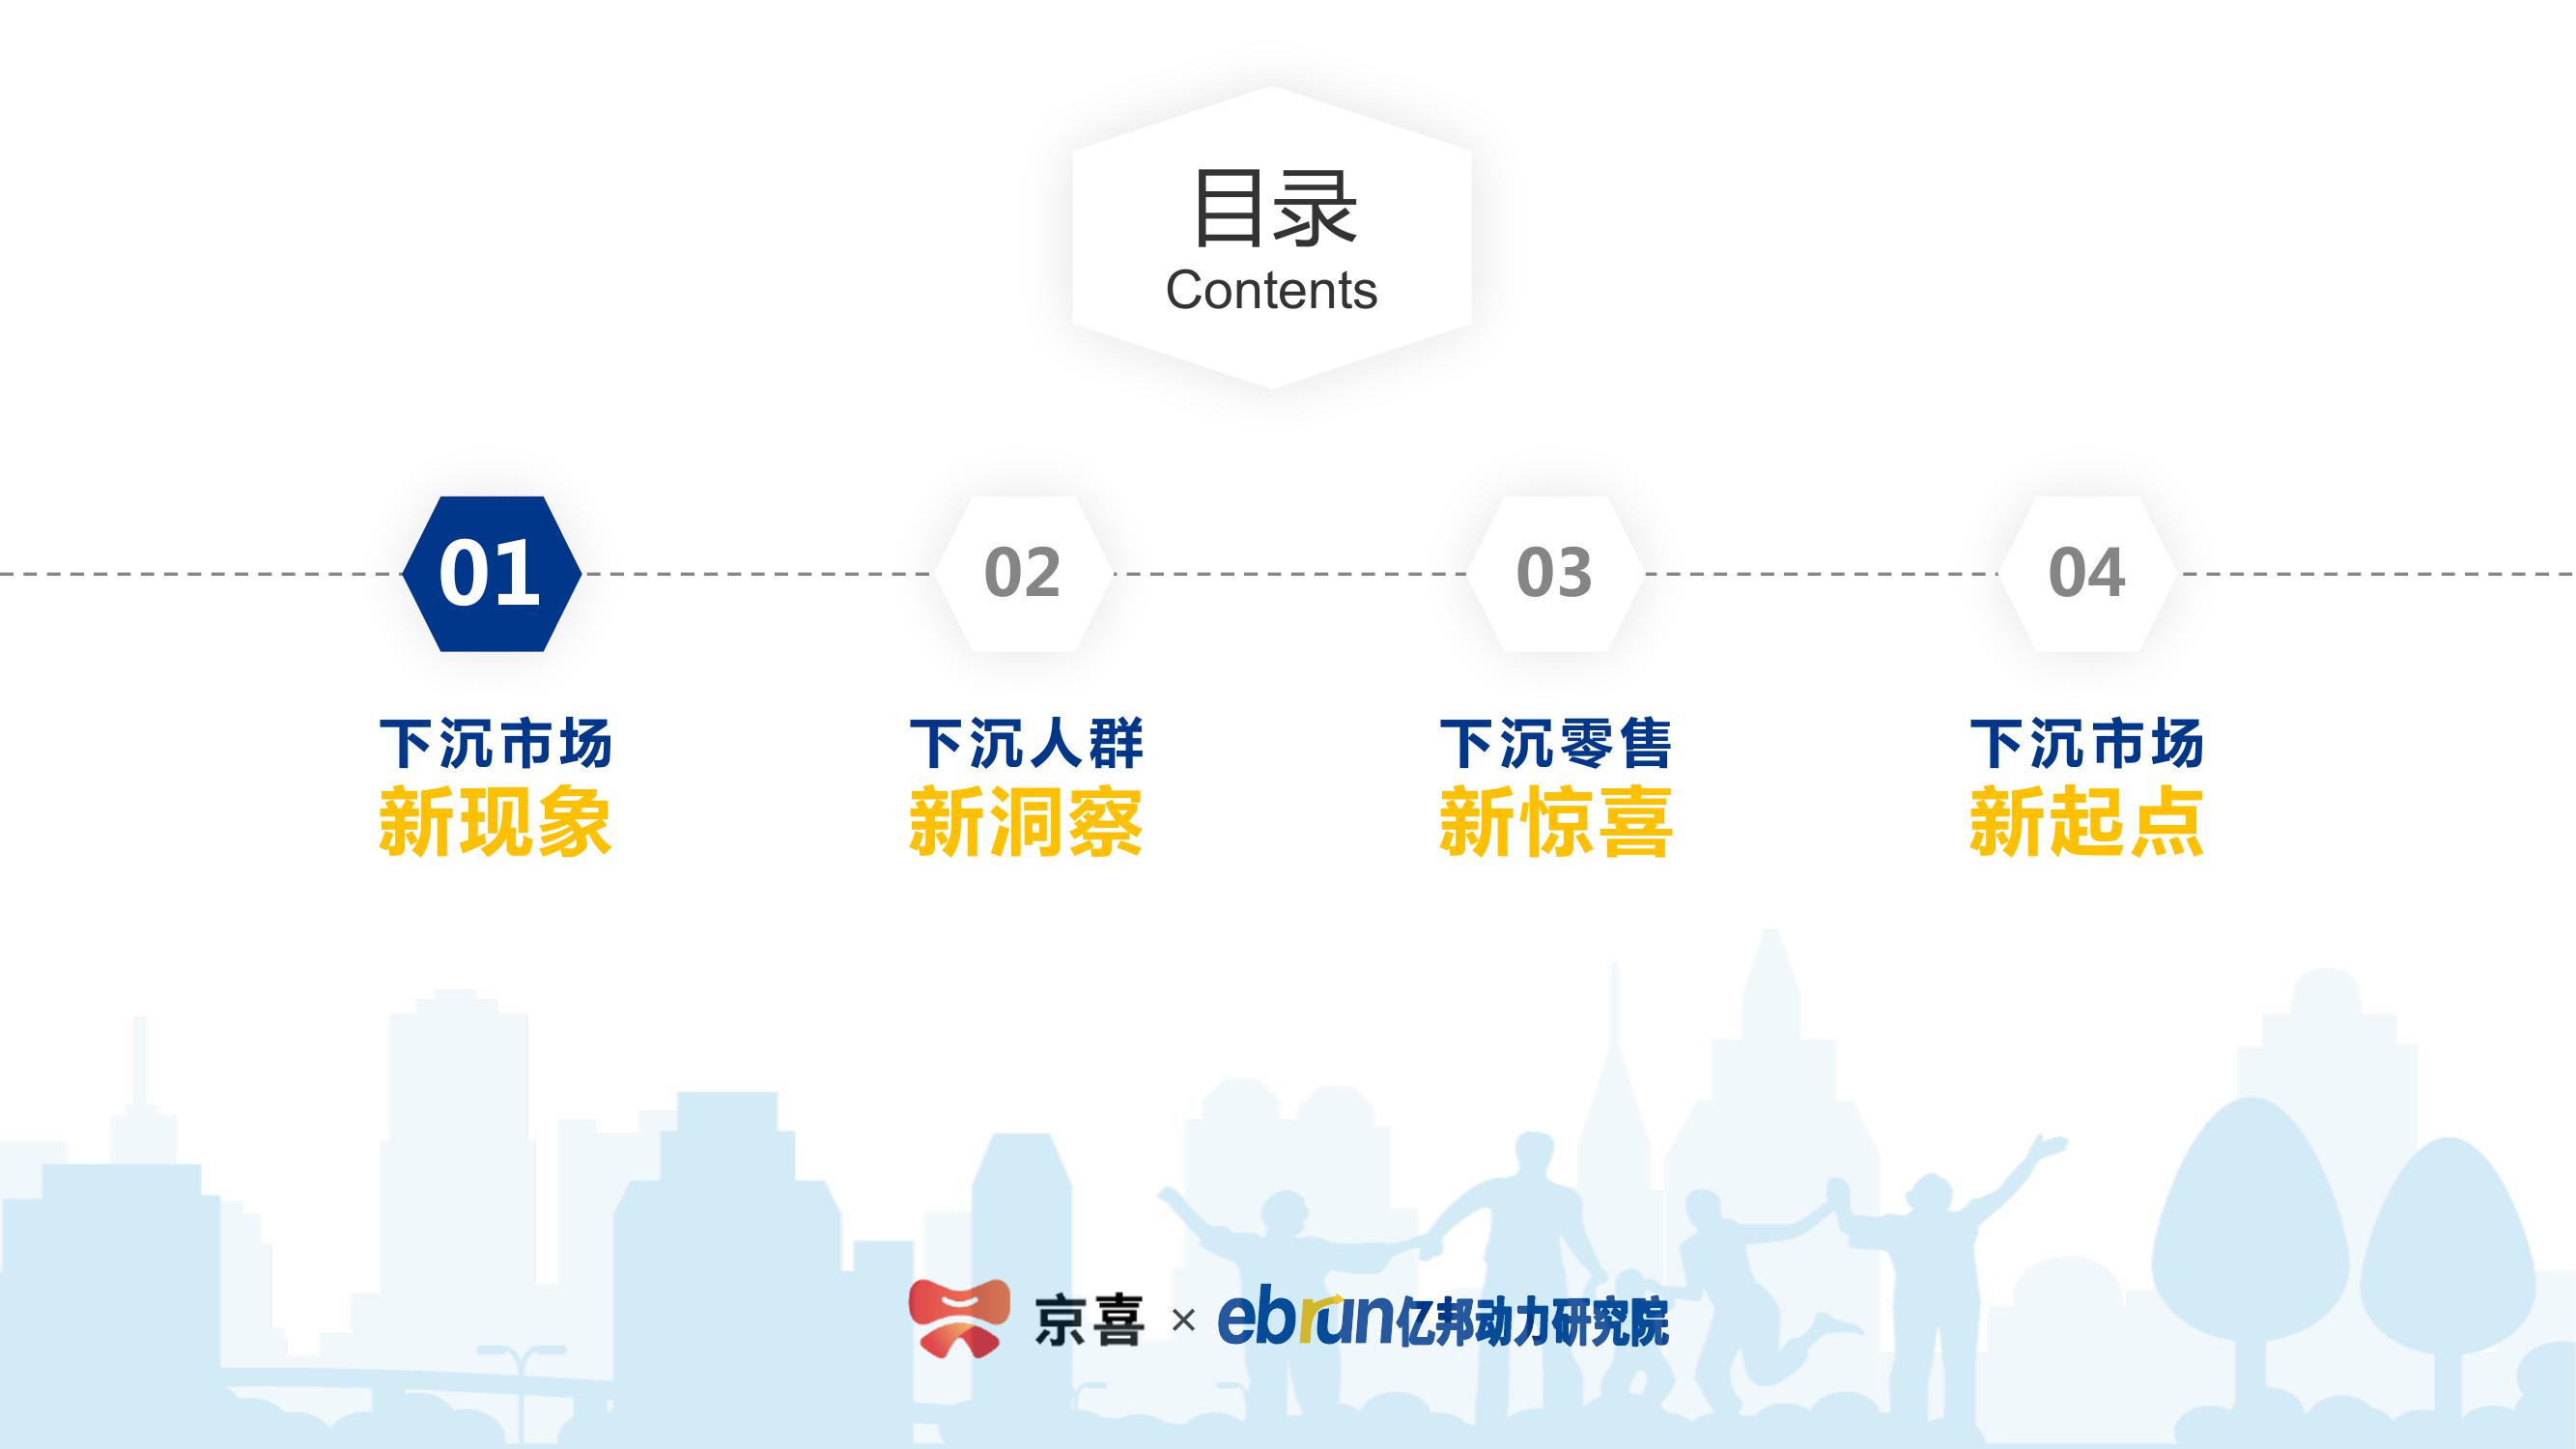 目录
Contents
01
下沉市场
新现象
02
下沉人群
新洞察
03
下沉零售
新惊喜
04
下沉市场
新起点
京喜 × ebrun亿邦动力研究院